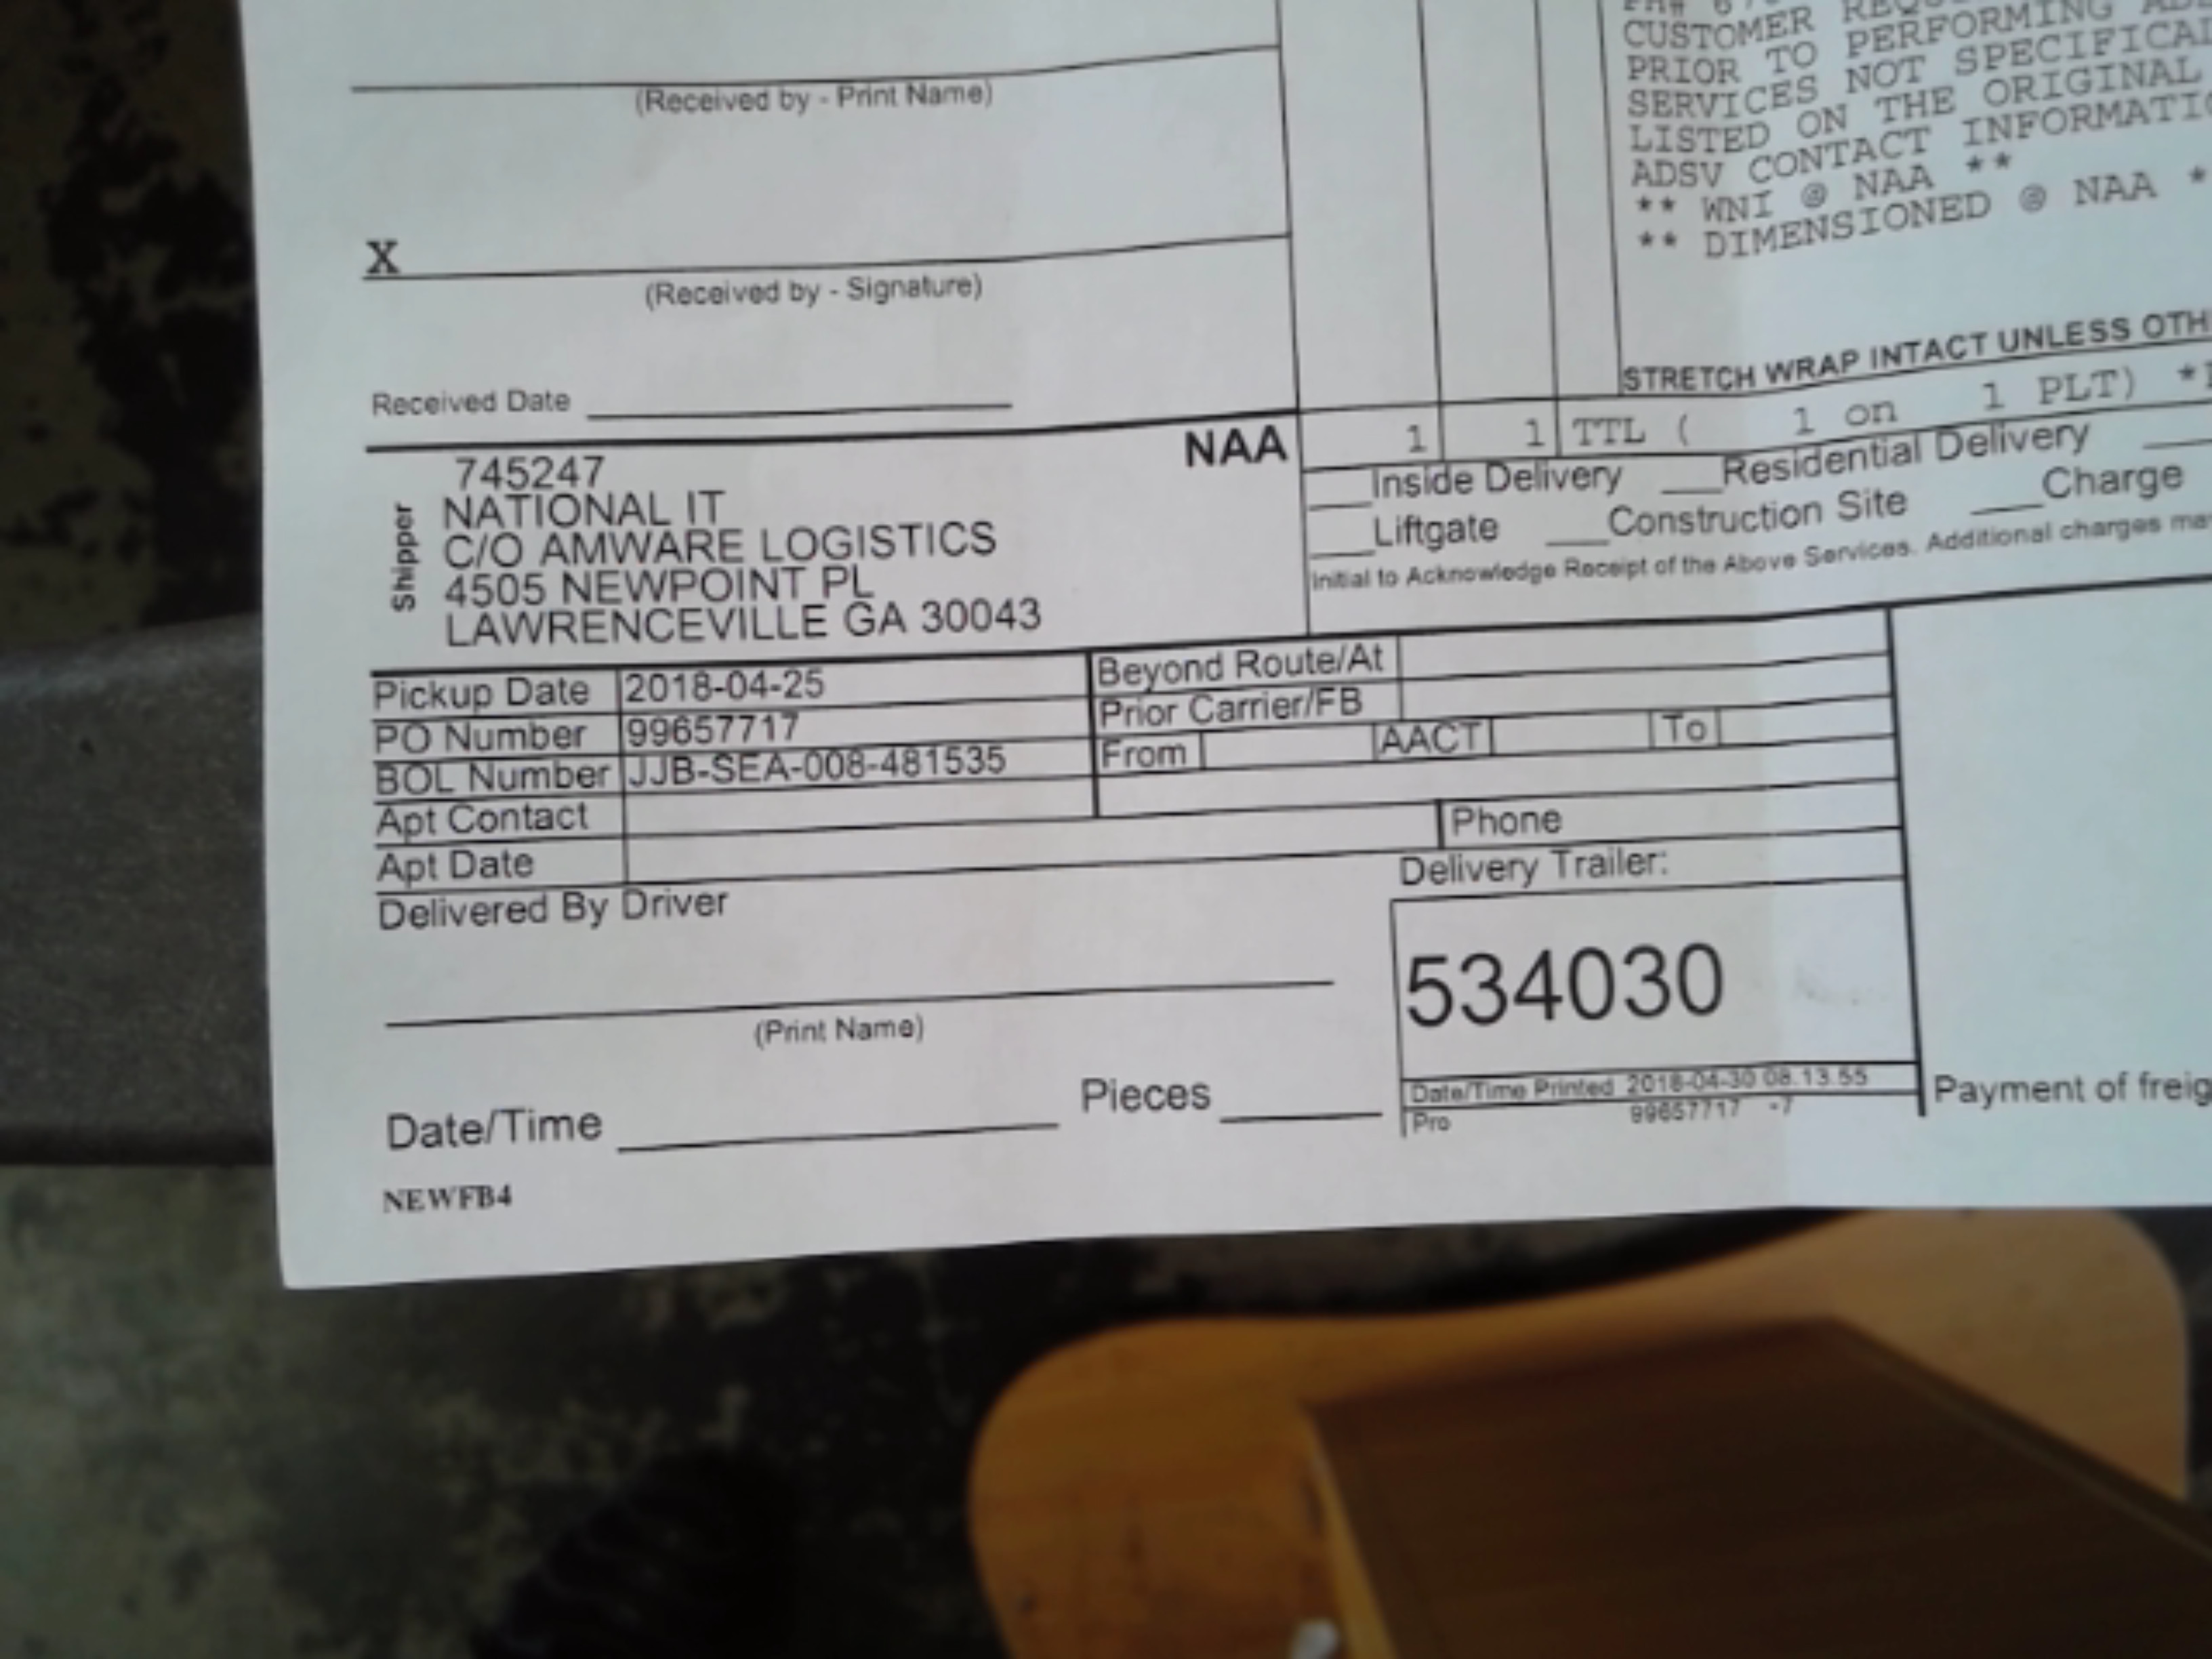 (Received by - Print Name)
X
(Received by - Signature)
Received Date
CUSTOMER
PRIOR TO PERFORMING
SERVICES NOT
LISTED ON THE ORIGINAL
ADSV CONTACT
** WNI @ NAA **
** DIMENSIONED @ NAA *
STRETCH WRAP INTACT UNLESS
1 1 TTL ( 1 on 1 PLT)
Inside Delivery Residential Delivery
Liftgate Construction Site Charge
Initial to Acknowledge Receipt of the Above Services. Additional charges
NAA
Shipper
745247
NATIONAL IT
C/O AMWARE LOGISTICS
4505 NEWPOINT PL
LAWRENCEVILLE GA 30043
Pickup Date 2018-04-25
PO Number 99657717
BOL Number JJB-SEA-008-481535
Apt Contact
Apt Date
Beyond Route/At
Prior Carrier/FB
From AACT To
Phone
Delivered By Driver
Delivery Trailer:
534030
(Print Name)
Date/Time Printed 2018-04-30 08.13.55
Pro 99657717 -7
Date/Time Pieces
Payment of
NEWFB4